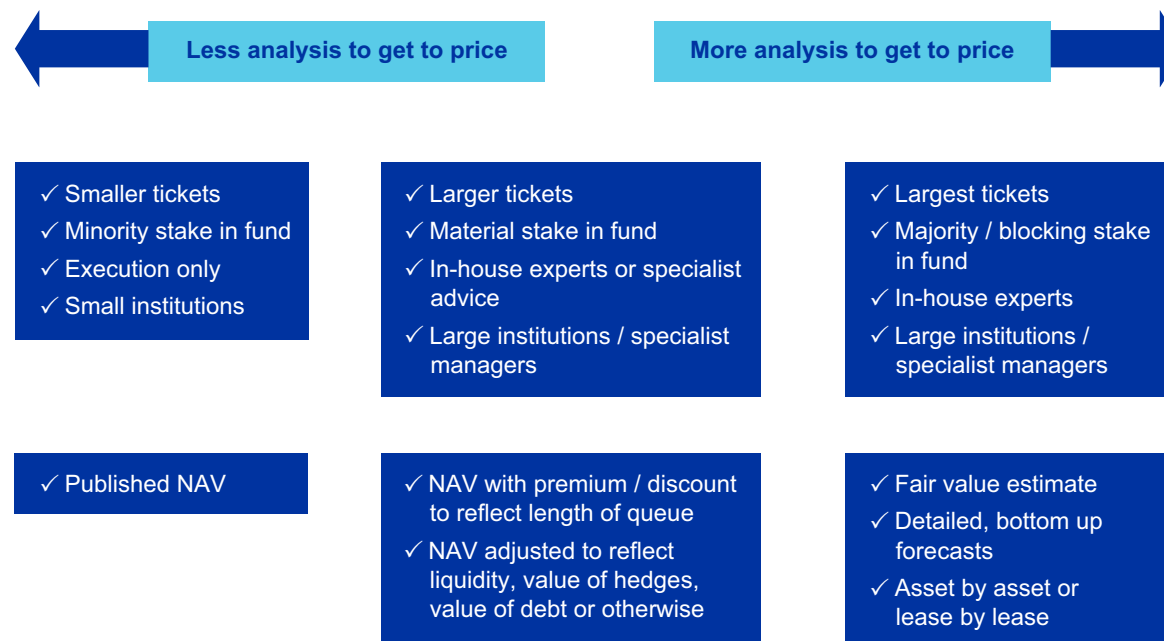 Less analysis to get to price
More analysis to get to price
✓ Smaller tickets
✓ Minority stake in fund
✓ Execution only
✓ Small institutions
✓ Larger tickets
✓ Material stake in fund
✓ In-house experts or specialist
advice
✓ Large institutions / specialist
managers
✓ Largest tickets
✓ Majority / blocking stake
in fund
✓ In-house experts
✓ Large institutions /
specialist managers
✓ Published NAV
✓ NAV with premium / discount
to reflect length of queue
✓ NAV adjusted to reflect
liquidity, value of hedges,
value of debt or otherwise
✓ Fair value estimate
✓ Detailed, bottom up
forecasts
✓ Asset by asset or
lease by lease